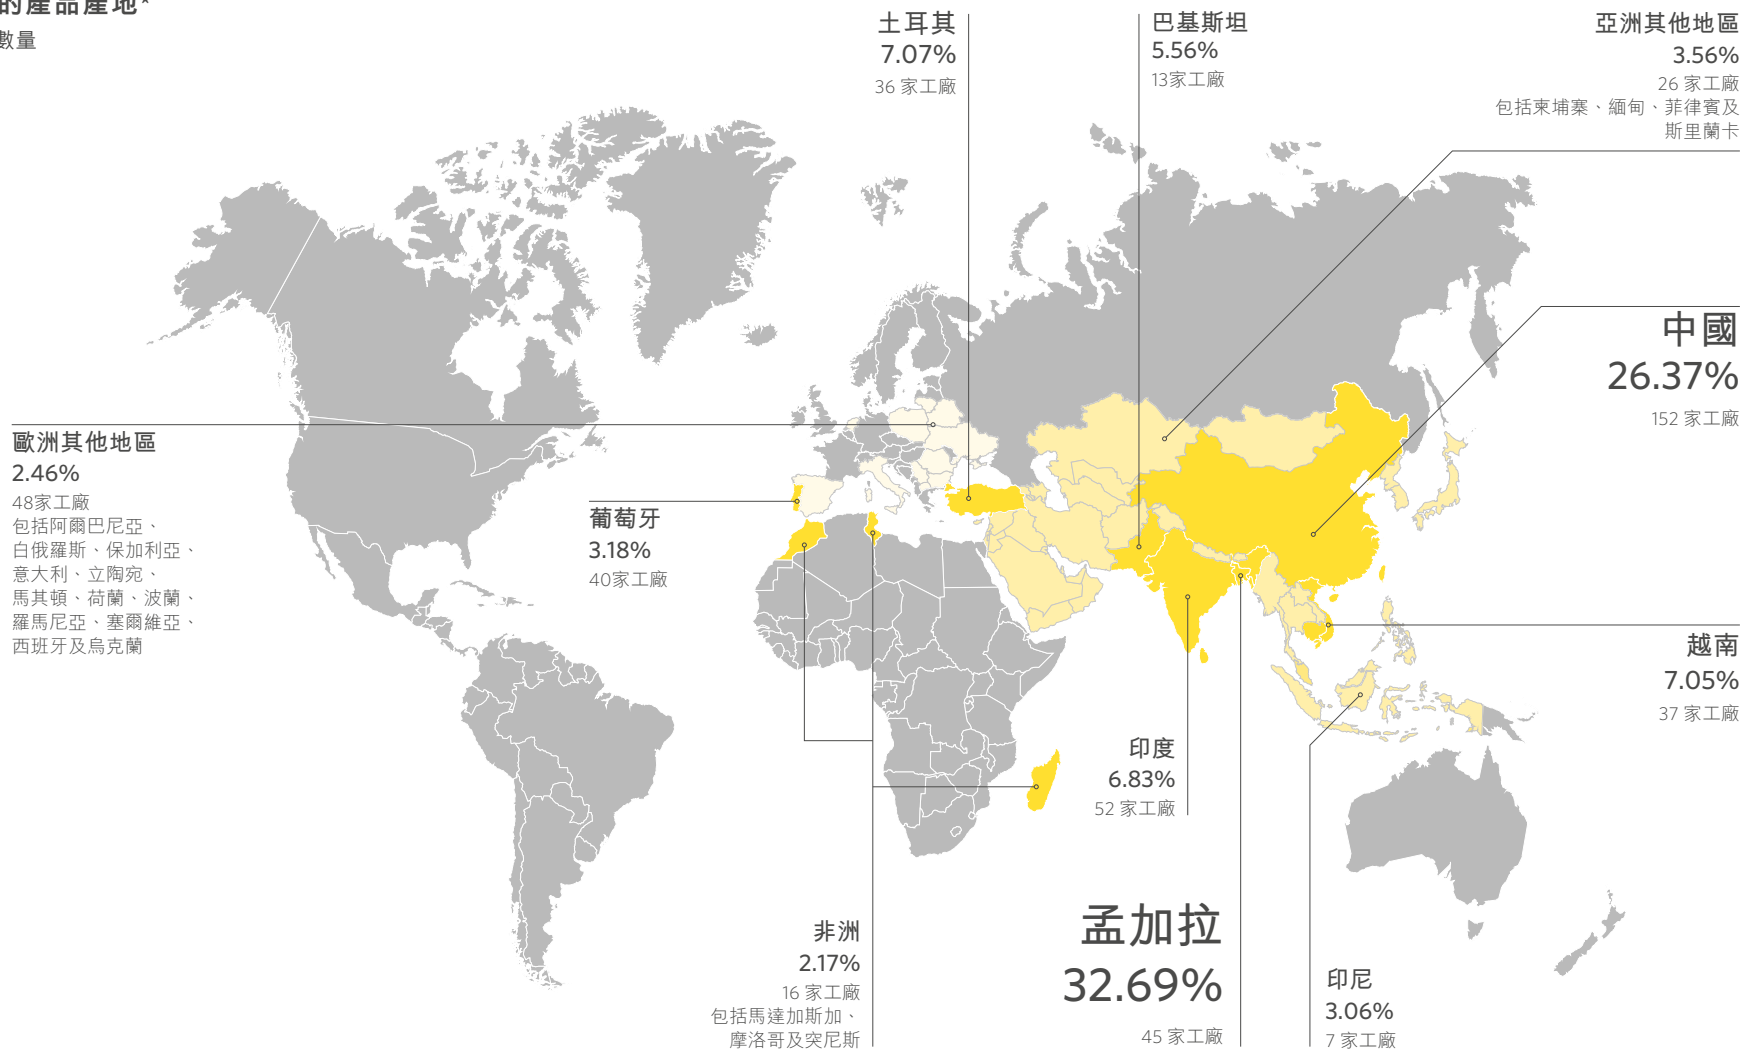 的產品產地*
數量
土耳其
7.07%
36 家工廠
巴基斯坦
5.56%
13家工廠
亞洲其他地區
3.56%
26 家工廠
包括柬埔寨、緬甸、菲律賓及
斯里蘭卡
中國
26.37%
152 家工廠
歐洲其他地區
2.46%
48家工廠
包括阿爾巴尼亞、
白俄羅斯、保加利亞、
意大利、立陶宛、
馬其頓、荷蘭、波蘭、
羅馬尼亞、塞爾維亞、
西班牙及烏克蘭
葡萄牙
3.18%
40家工廠
越南
7.05%
37 家工廠
印度
6.83%
52 家工廠
非洲
2.17%
16 家工廠
包括馬達加斯加、
摩洛哥及突尼斯
孟加拉
32.69%
45 家工廠
印尼
3.06%
7 家工廠